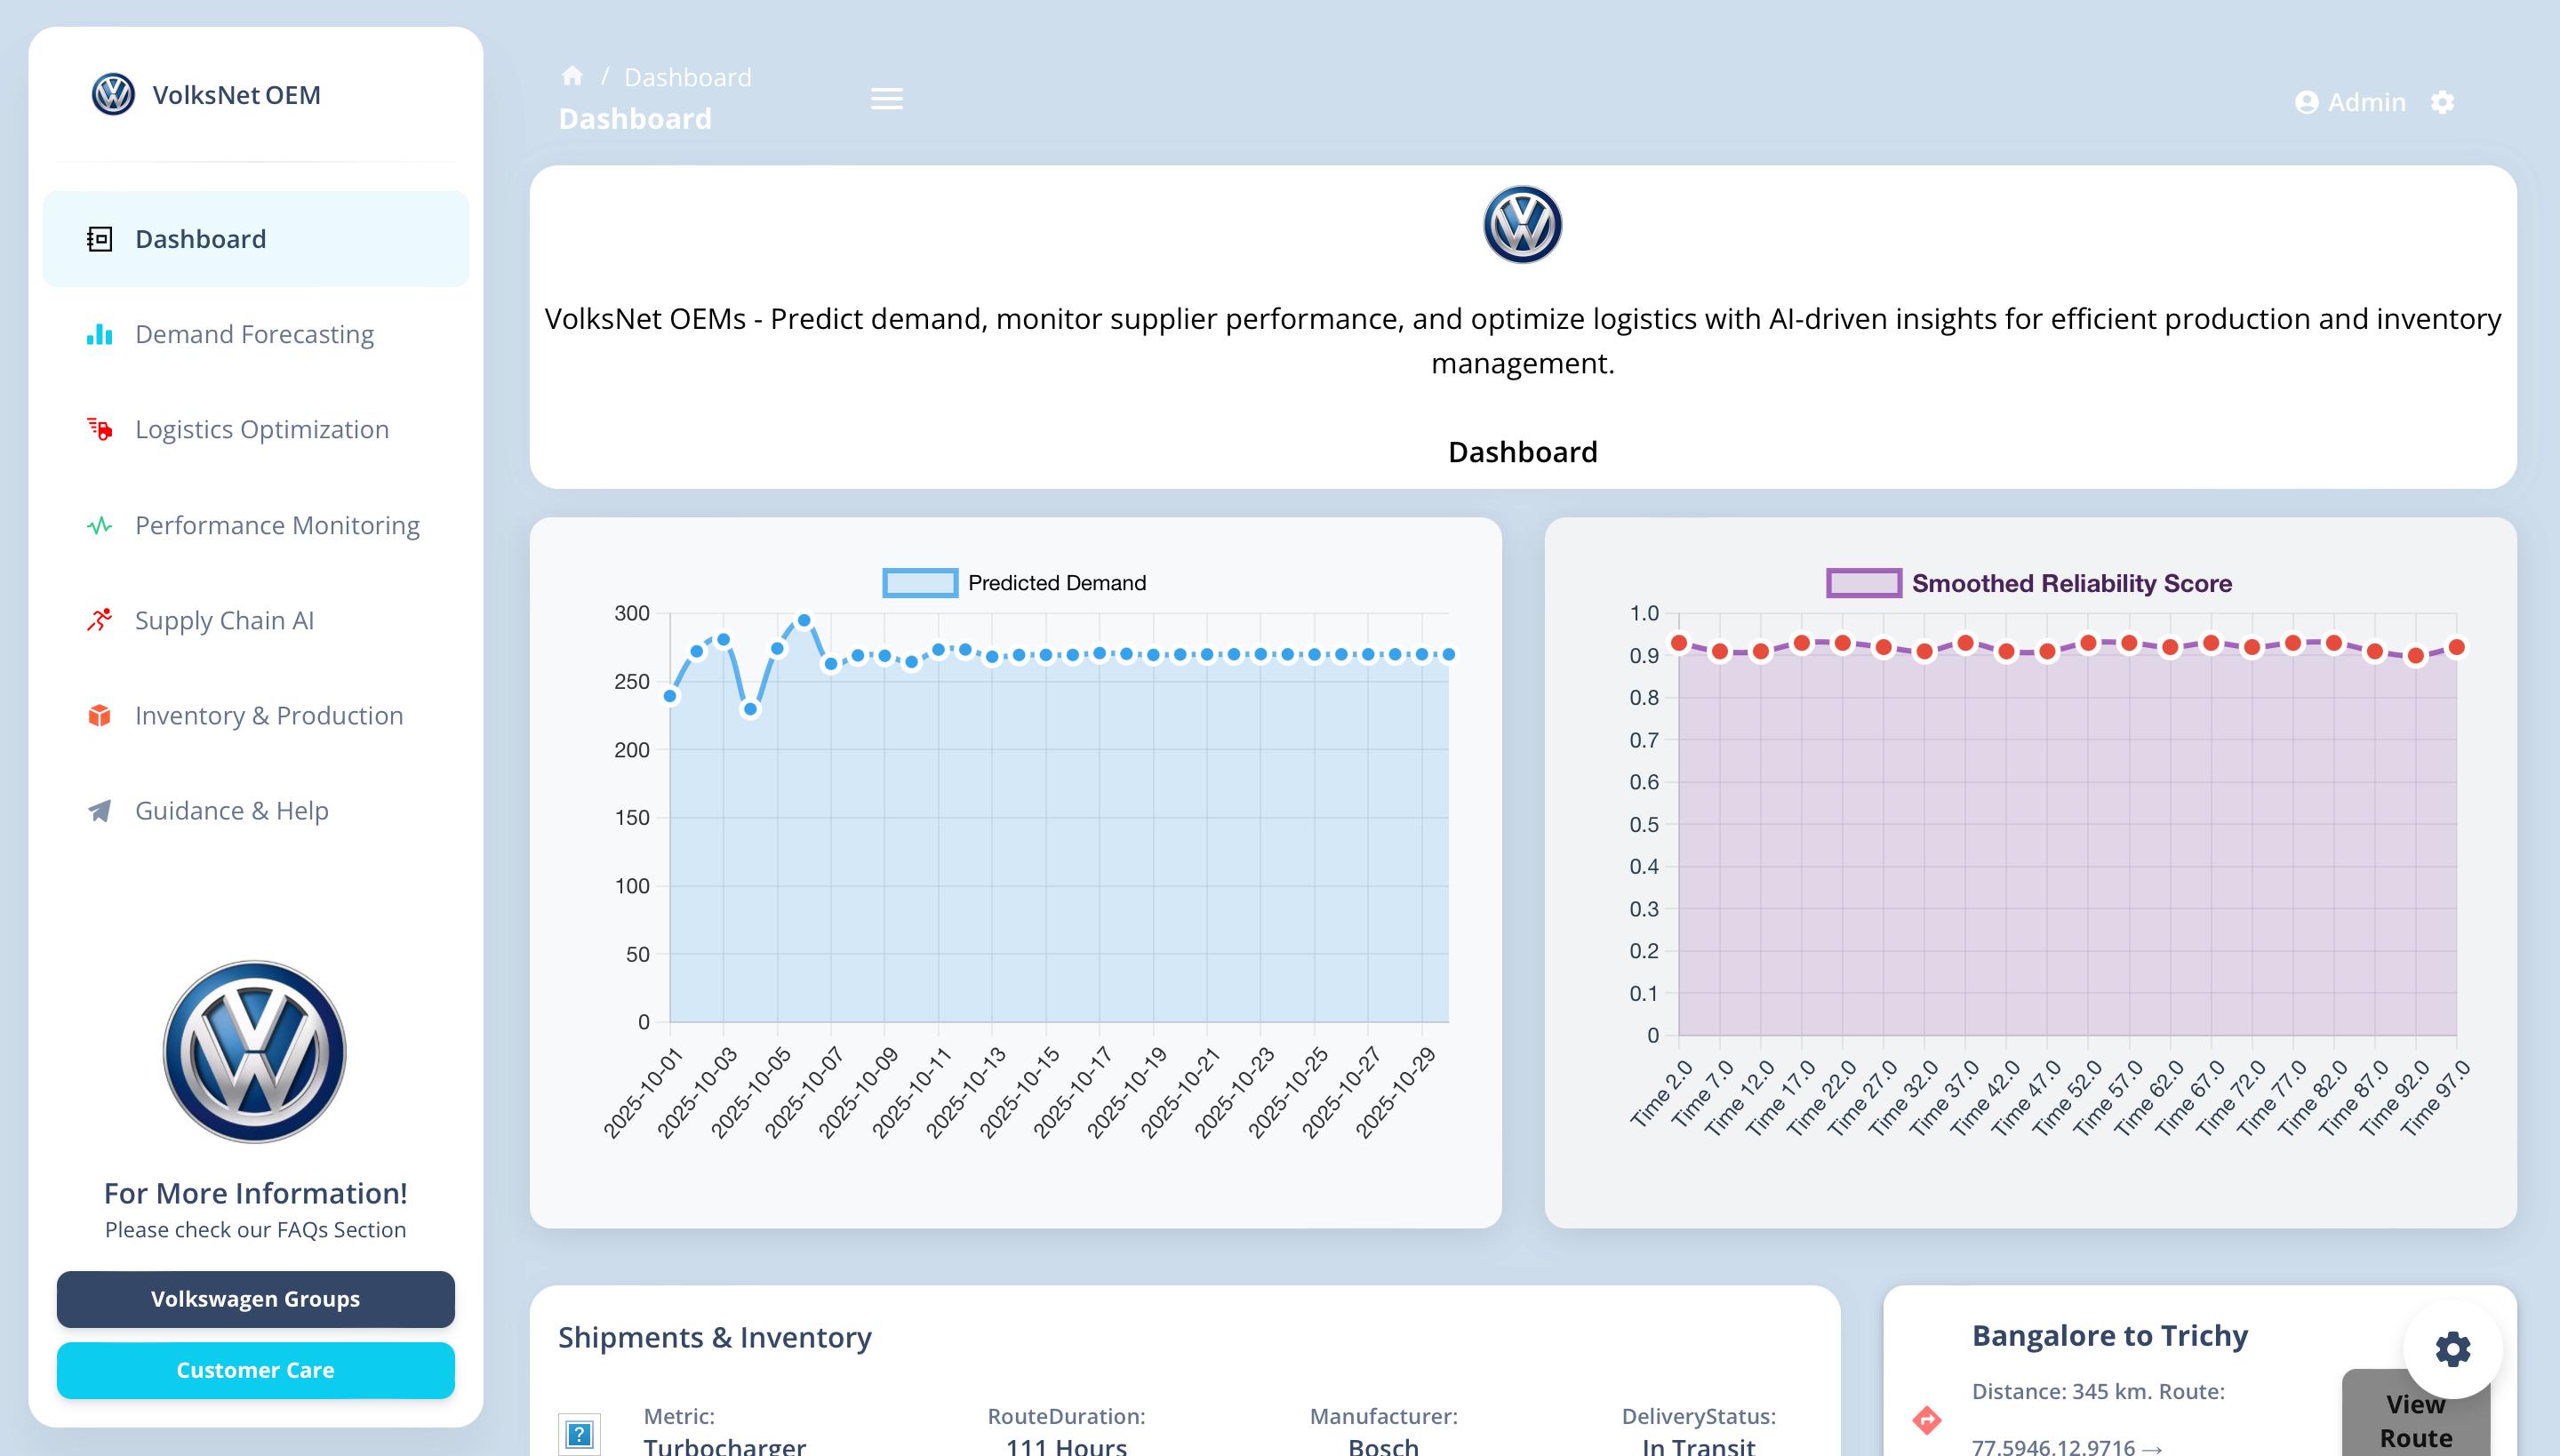 VolksNet OEM
Dashboard
Demand Forecasting
Logistics Optimization
Performance Monitoring
Supply Chain AI
Inventory & Production
Guidance & Help
For More Information!
Please check our FAQs Section
Volkswagen Groups
Customer Care
/ Dashboard
Dashboard
Admin
VolksNet OEMs - Predict demand, monitor supplier performance, and optimize logistics with AI-driven insights for efficient production and inventory
management.
Dashboard
Predicted Demand
300
250
200
150
100
50
0
2025-10-01
2025-10-03
2025-10-05
2025-10-07
2025-10-09
2025-10-11
2025-10-13
2025-10-15
2025-10-17
2025-10-19
2025-10-21
2025-10-23
2025-10-25
2025-10-27
2025-10-29
Smoothed Reliability Score
1.0
0.9
0.8
0.7
0.6
0.5
0.4
0.3
0.2
0.1
0
Time 2.0
Time 7.0
Time 12.0
Time 17.0
Time 22.0
Time 27.0
Time 32.0
Time 37.0
Time 42.0
Time 47.0
Time 52.0
Time 57.0
Time 62.0
Time 67.0
Time 72.0
Time 77.0
Time 82.0
Time 87.0
Time 92.0
Time 97.0
Shipments & Inventory
Metric: RouteDuration: Manufacturer: DeliveryStatus:
Turbocharger 111 Hours Bosch In Transit
Bangalore to Trichy
Distance: 345 km. Route:
77.5946,12.9716 →
View
Route